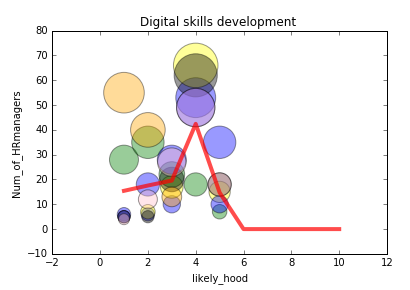 Digital skills development
80
70
60
50
40
30
20
10
0
−10
Num_of_HRmanagers
−2 0 2 4 6 8 10 12
likely_hood